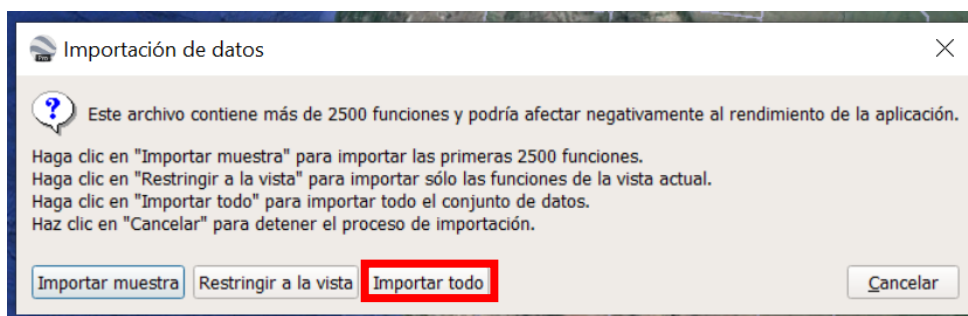 Importación de datos
Este archivo contiene más de 2500 funciones y podría afectar negativamente al rendimiento de la aplicación.
Haga clic en "Importar muestra" para importar las primeras 2500 funciones.
Haga clic en "Restringir a la vista" para importar sólo las funciones de la vista actual.
Haga clic en "Importar todo" para importar todo el conjunto de datos.
Haz clic en "Cancelar" para detener el proceso de importación.
Importar muestra Restringir a la vista Importar todo Cancelar